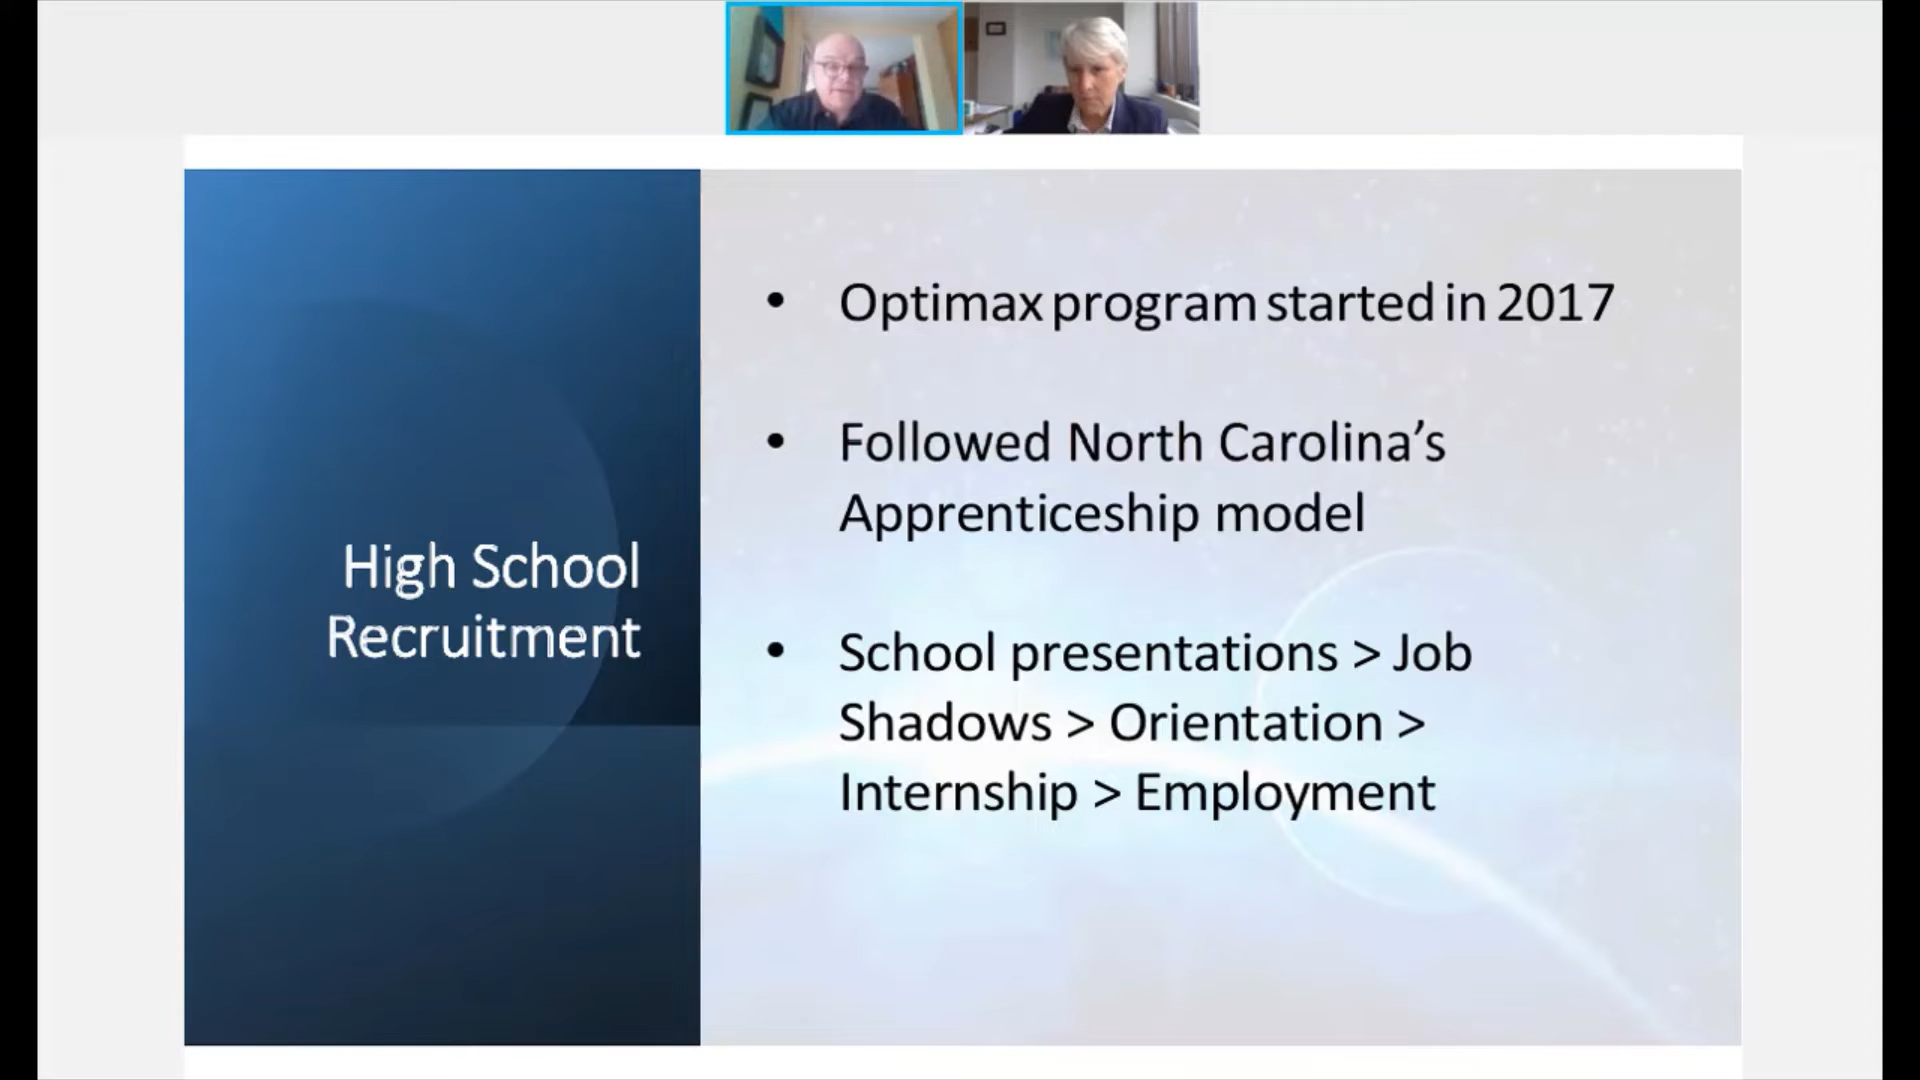 High School
Recruitment
• Optimax program started in 2017
• Followed North Carolina’s
Apprenticeship model
• School presentations > Job
Shadows > Orientation >
Internship > Employment